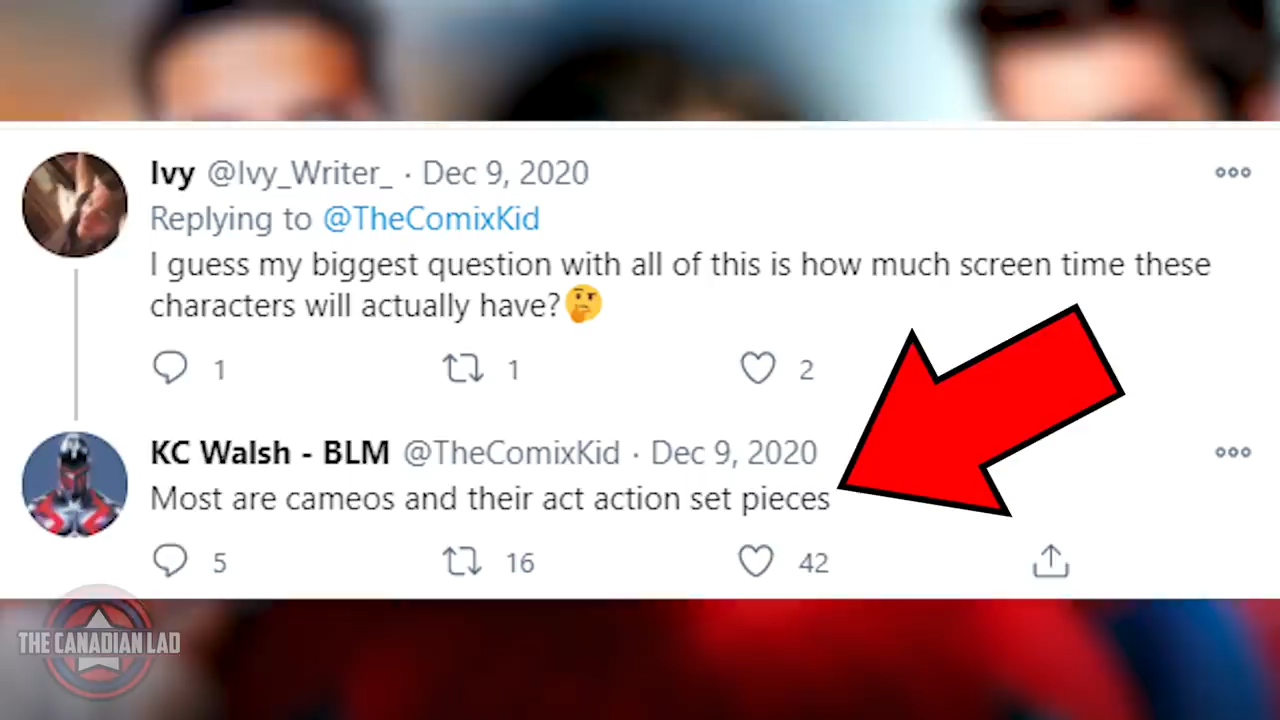 Ivy @Ivy_Writer_ · Dec 9, 2020
Replying to @TheComixKid
I guess my biggest question with all of this is how much screen time these
characters will actually have?🤔
1 1 2
KC Walsh - BLM @TheComixKid · Dec 9, 2020
Most are cameos and their act action set pieces
5 16 42
THE CANADIAN LAD